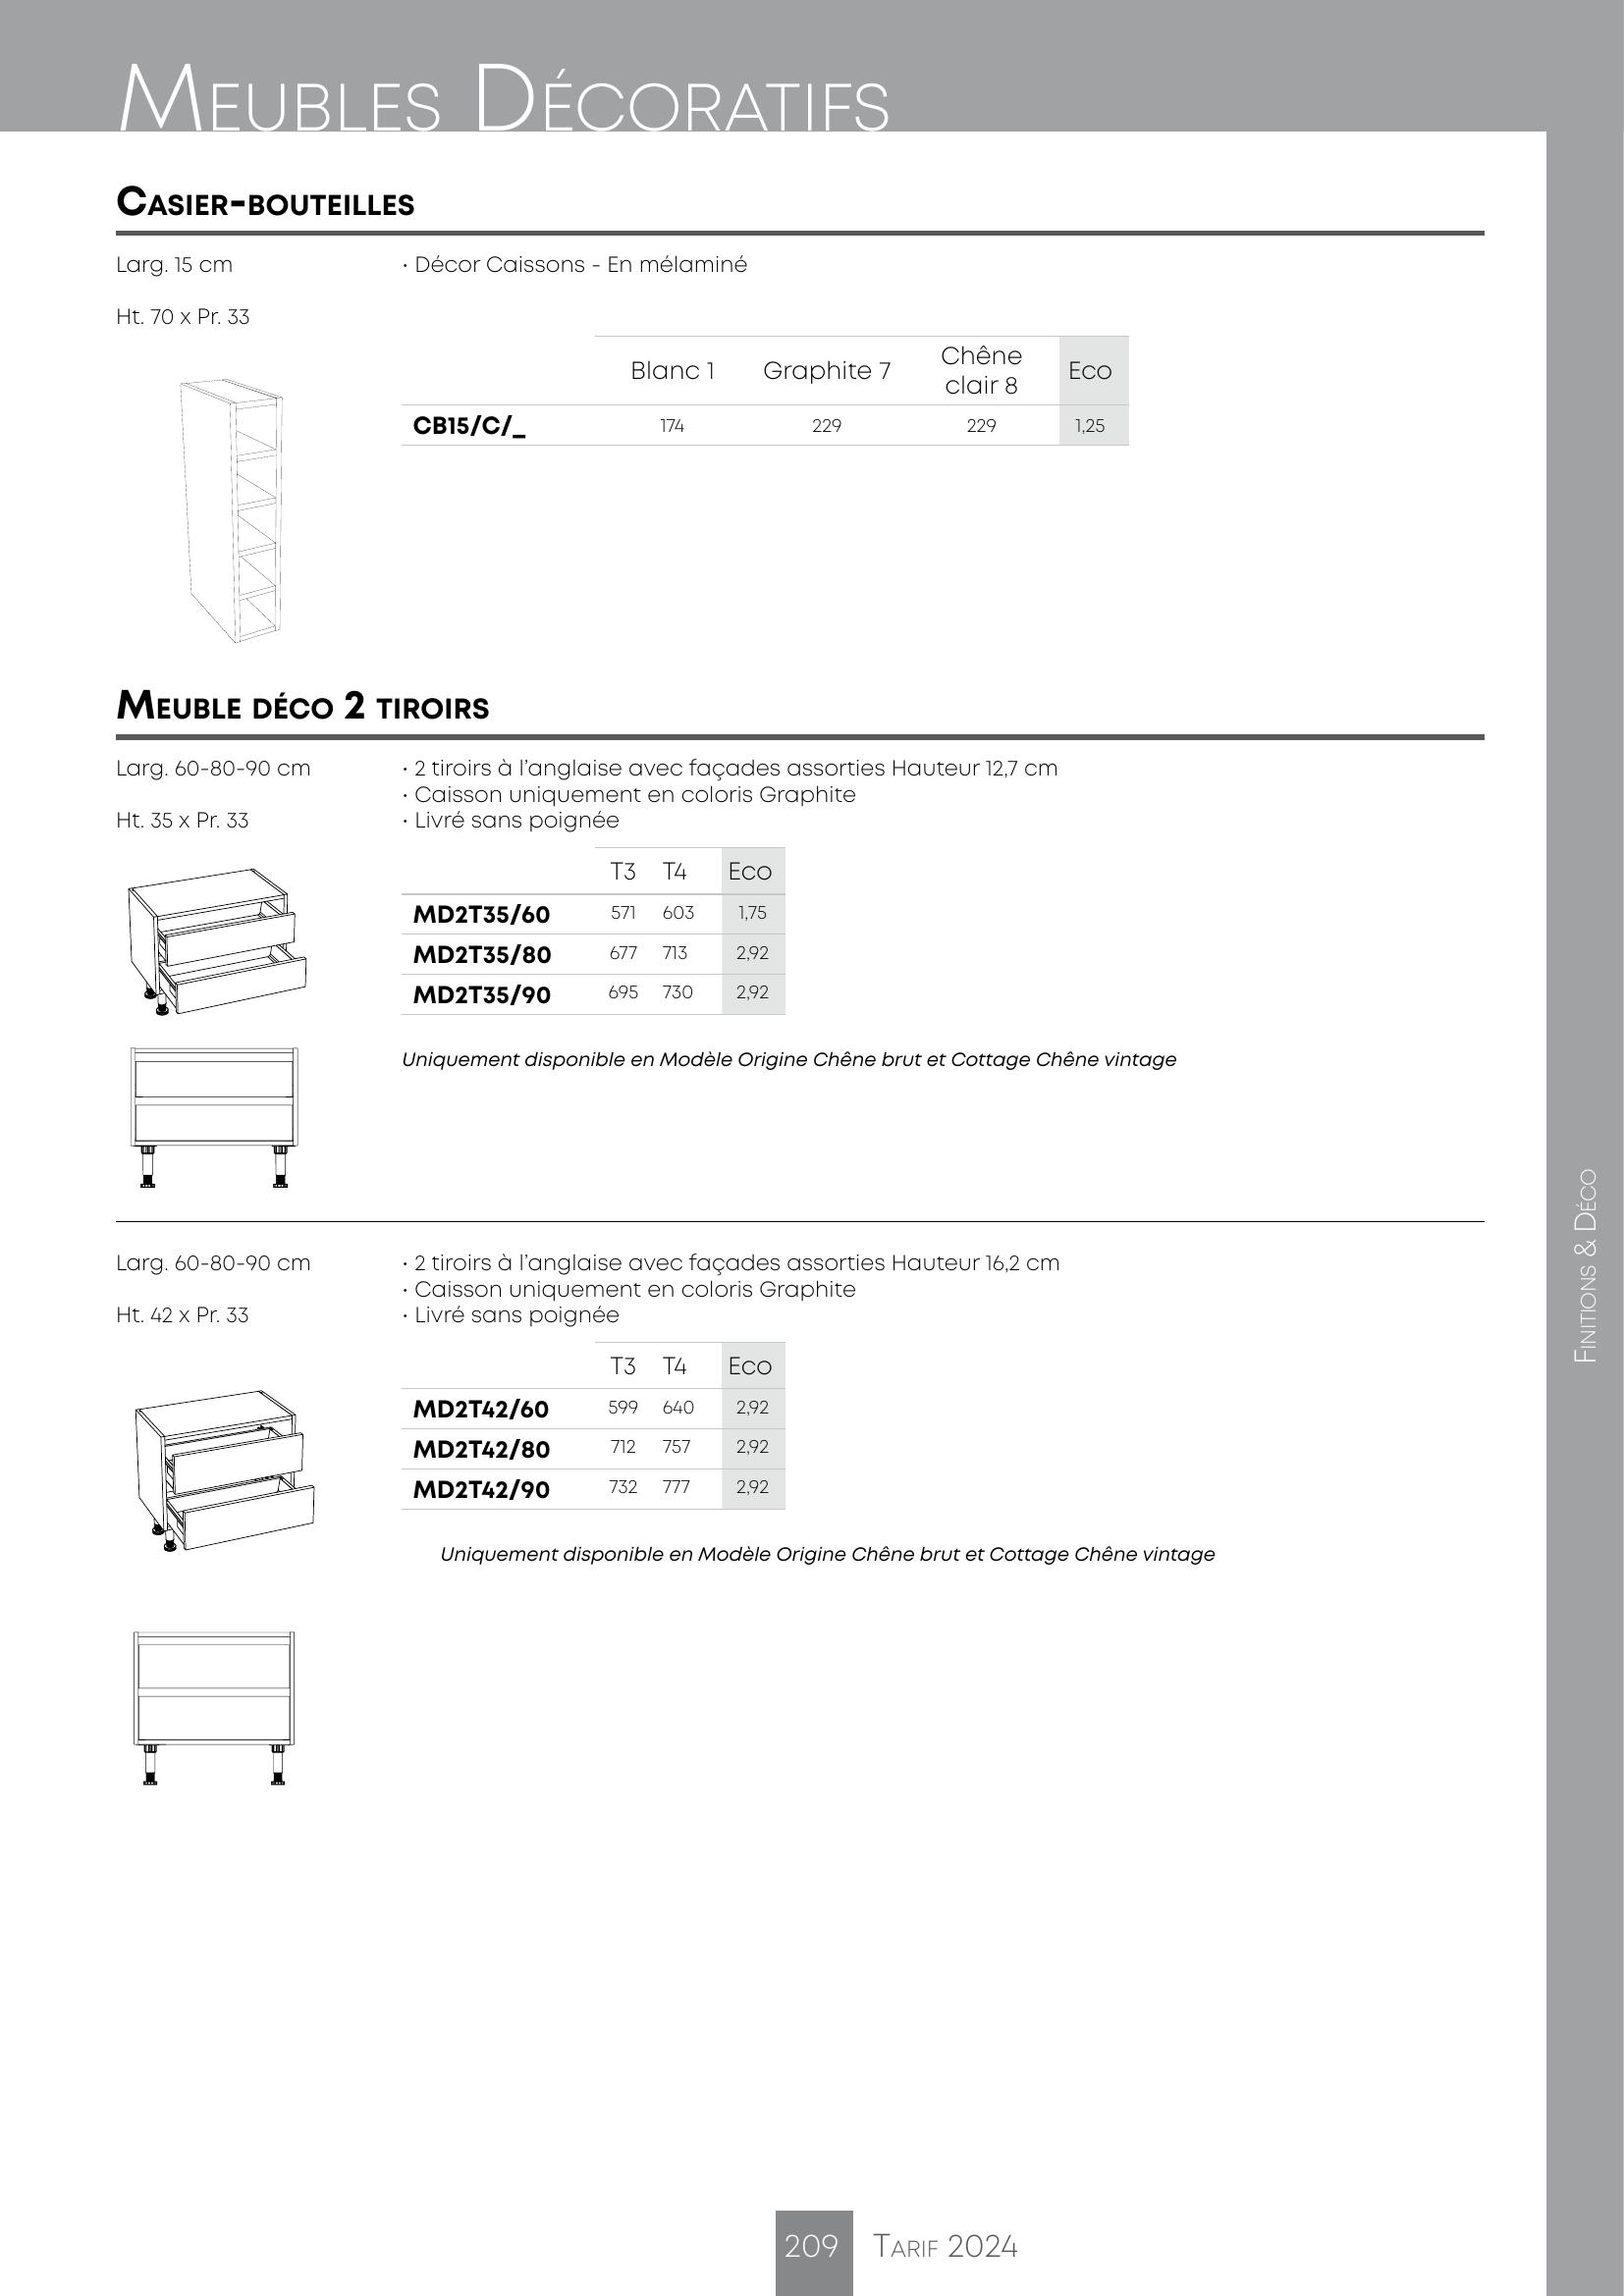 Meubles Décoratifs
Casier-bouteilles
Larg. 15 cm
Ht. 70 x Pr. 33
· Décor Caissons - En mélaminé
Blanc 1 Graphite 7 Chêne clair 8 Eco
CB15/C/_ 174 229 229 1,25
Meuble déco 2 tiroirs
Larg. 60-80-90 cm
Ht. 35 x Pr. 33
· 2 tiroirs à l’anglaise avec façades assorties Hauteur 12,7 cm
· Caisson uniquement en coloris Graphite
· Livré sans poignée
T3 T4 Eco
MD2T35/60 571 603 1,75
MD2T35/80 677 713 2,92
MD2T35/90 695 730 2,92
Uniquement disponible en Modèle Origine Chêne brut et Cottage Chêne vintage
Larg. 60-80-90 cm
Ht. 42 x Pr. 33
· 2 tiroirs à l’anglaise avec façades assorties Hauteur 16,2 cm
· Caisson uniquement en coloris Graphite
· Livré sans poignée
T3 T4 Eco
MD2T42/60 599 640 2,92
MD2T42/80 712 757 2,92
MD2T42/90 732 777 2,92
Uniquement disponible en Modèle Origine Chêne brut et Cottage Chêne vintage
Finitions & Déco
209 Tarif 2024